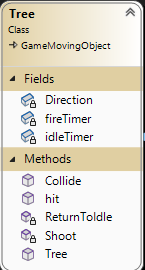 Tree
Class
GameMovingObject
Fields
Direction
fireTimer
idleTimer
Methods
Collide
hit
ReturnToIdle
Shoot
Tree